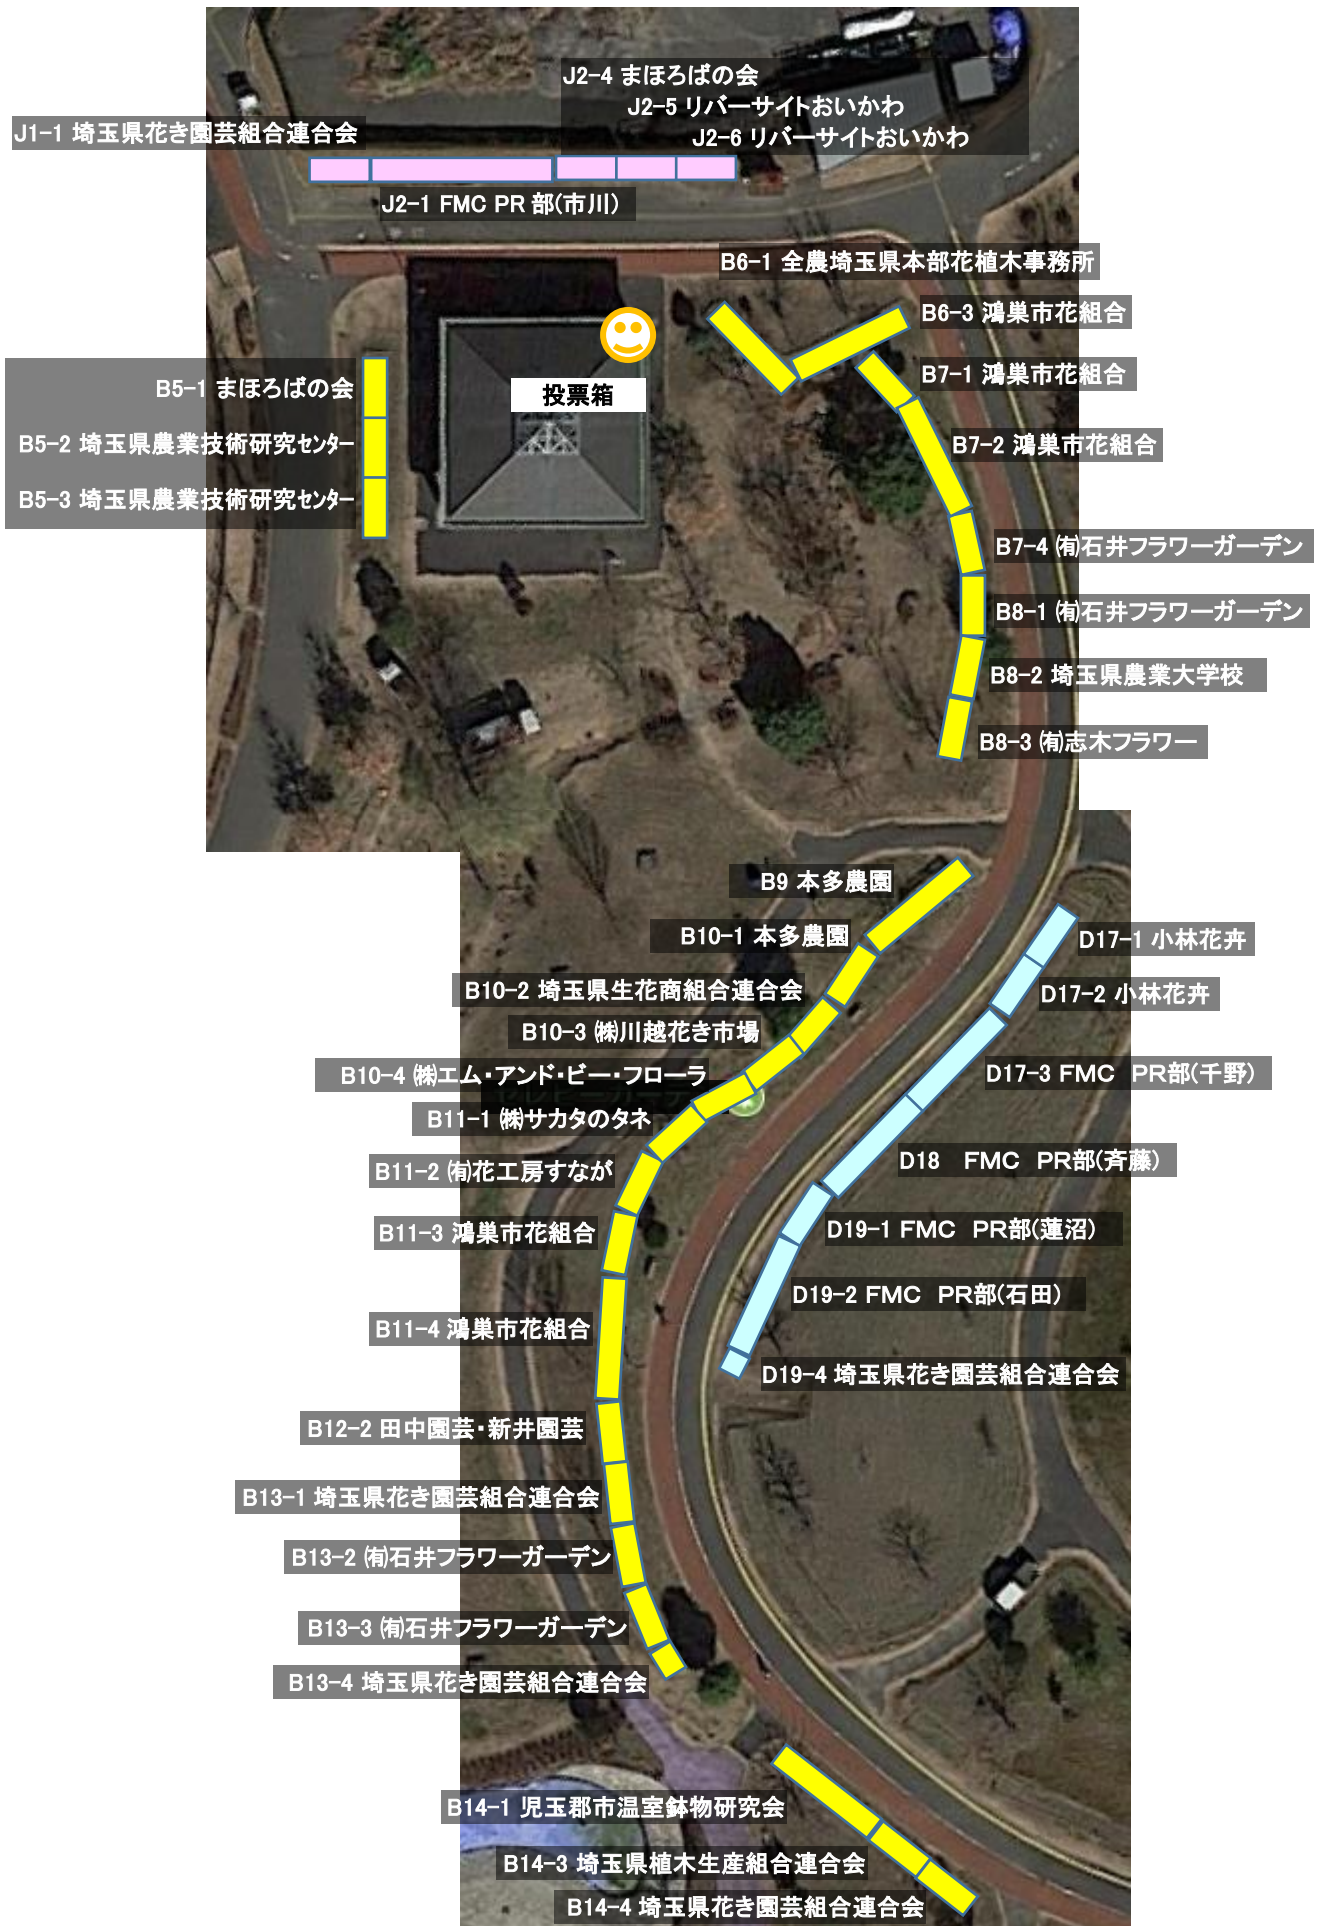 J2-4 まほろばの会
J2-5 リバーサイトおいかわ
J2-6 リバーサイトおいかわ
J1-1 埼玉県花き園芸組合連合会
J2-1 FMC PR 部(市川)
B6-1 全農埼玉県本部花植木事務所
B6-3 鴻巣市花組合
B7-1 鴻巣市花組合
投票箱
B5-1 まほろばの会
B5-2 埼玉県農業技術研究センター
B5-3 埼玉県農業技術研究センター
B7-2 鴻巣市花組合
B7-4 ㈲石井フラワーガーデン
B8-1 ㈲石井フラワーガーデン
B8-2 埼玉県農業大学校
B8-3 ㈲志木フラワー
B9 本多農園
B10-1 本多農園
D17-1 小林花卉
B10-2 埼玉県生花商組合連合会
D17-2 小林花卉
B10-3 ㈱川越花き市場
B10-4 ㈱エム・アンド・ビー・フローラ
D17-3 FMC PR部(千野)
B11-1 ㈱サカタのタネ
B11-2 ㈲花工房すなが
D18 FMC PR部(斉藤)
B11-3 鴻巣市花組合
D19-1 FMC PR部(蓮沼)
D19-2 FMC PR部(石田)
B11-4 鴻巣市花組合
D19-4 埼玉県花き園芸組合連合会
B12-2 田中園芸・新井園芸
B13-1 埼玉県花き園芸組合連合会
B13-2 ㈲石井フラワーガーデン
B13-3 ㈲石井フラワーガーデン
B13-4 埼玉県花き園芸組合連合会
B14-1 児玉郡市温室鉢物研究会
B14-3 埼玉県植木生産組合連合会
B14-4 埼玉県花き園芸組合連合会